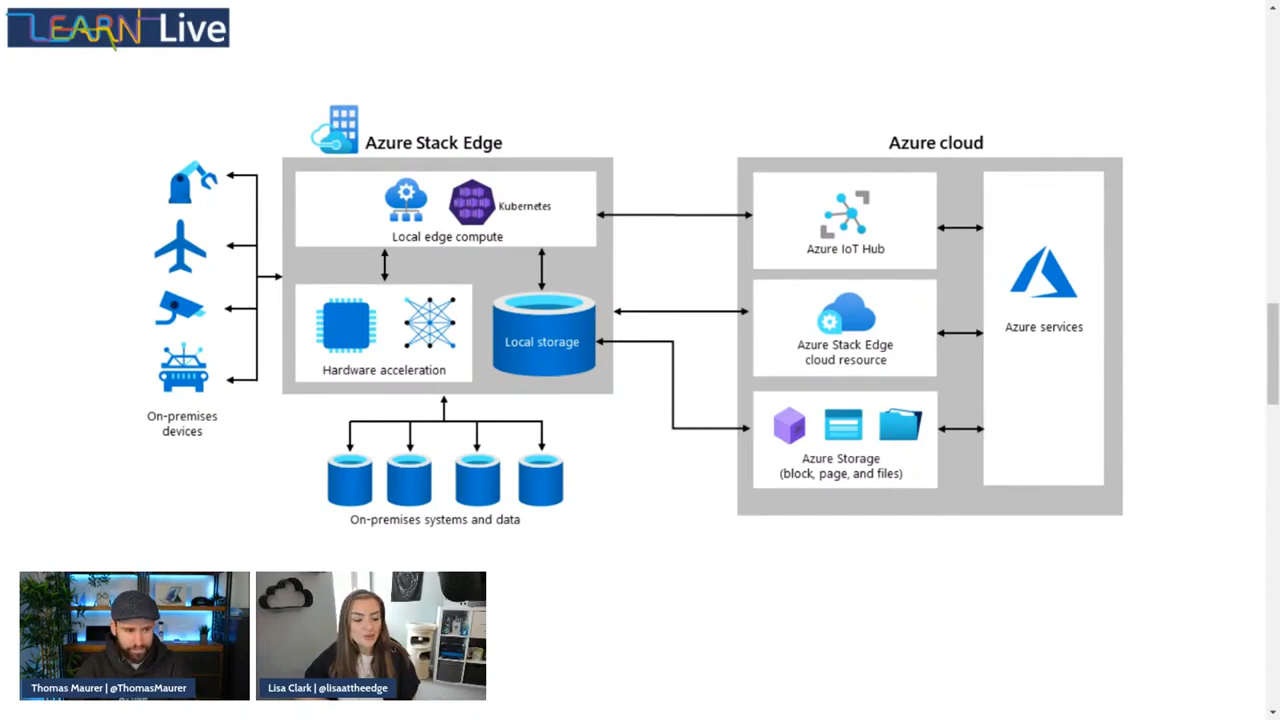 LEARN Live
Azure Stack Edge
Azure cloud
Kubernetes
Local edge compute
Azure IoT Hub
Hardware acceleration
Local storage
Azure Stack Edge
cloud resource
Azure services
On-premises
devices
Azure Storage
(block, page, and files)
On-premises systems and data
Thomas Maurer | @ThomasMaurer
Lisa Clark | @lisaattheedge